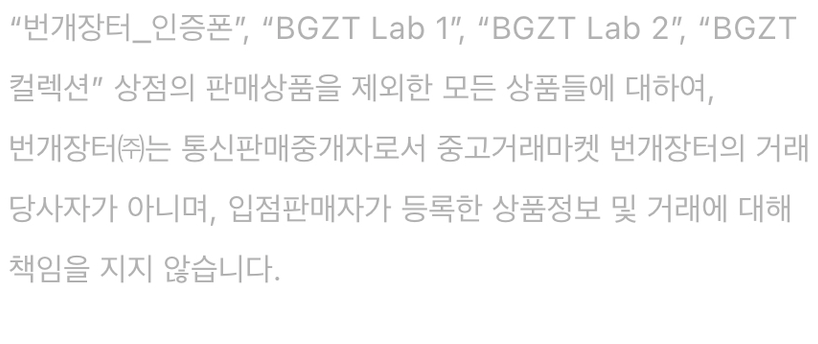 “번개장터_인증폰”, “BGZT Lab 1”, “BGZT Lab 2”, “BGZT
컬렉션” 상점의 판매상품을 제외한 모든 상품들에 대하여,
번개장터㈜는 통신판매중개자로서 중고거래마켓 번개장터의 거래
당사자가 아니며, 입점판매자가 등록한 상품정보 및 거래에 대해
책임을 지지 않습니다.